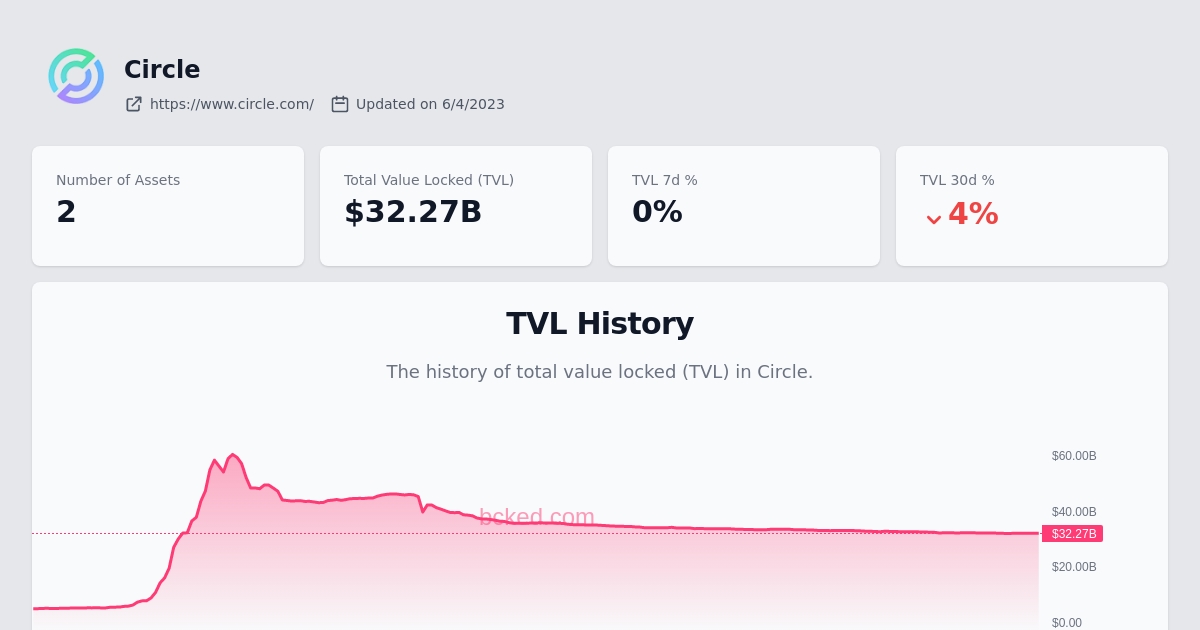 Circle
https://www.circle.com/ Updated on 6/4/2023
Number of Assets
2
Total Value Locked (TVL)
$32.27B
TVL 7d %
0%
TVL 30d %
4%
TVL History
The history of total value locked (TVL) in Circle.
bcked.com
$60.00B
$40.00B
$32.27B
$20.00B
$0.00